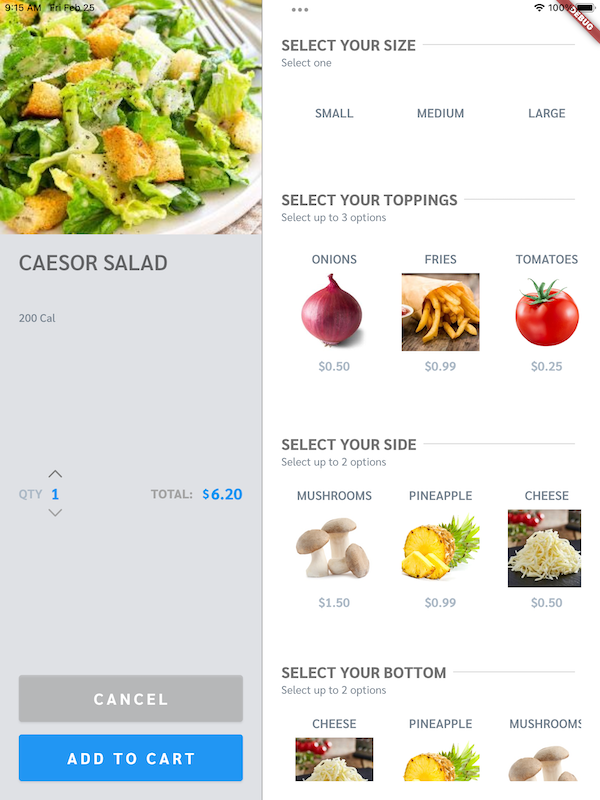 9:15 AM Fri Feb 25
100%
DEBUG
CAESOR SALAD
200 Cal
QTY 1
TOTAL: $6.20
CANCEL
ADD TO CART
SELECT YOUR SIZE
Select one
SMALL MEDIUM LARGE
SELECT YOUR TOPPINGS
Select up to 3 options
ONIONS FRIES TOMATOES
$0.50 $0.99 $0.25
SELECT YOUR SIDE
Select up to 2 options
MUSHROOMS PINEAPPLE CHEESE
$1.50 $0.99 $0.50
SELECT YOUR BOTTOM
Select up to 2 options
CHEESE PINEAPPLE MUSHROOMS